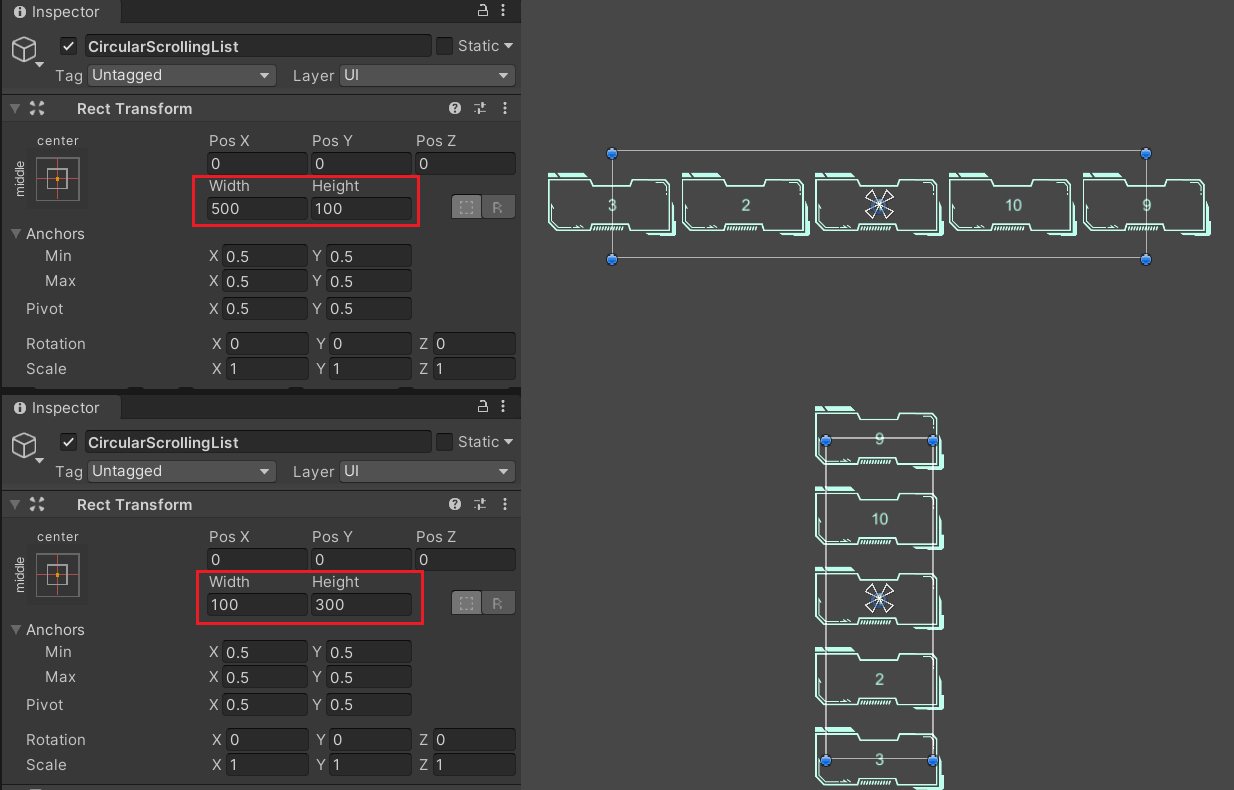 Inspector
CircularScrollingList Static
Tag Untagged Layer UI
Rect Transform
center
middle
Pos X Pos Y Pos Z
0 0 0
Width Height
500 100
R
Anchors
Min X 0.5 Y 0.5
Max X 0.5 Y 0.5
Pivot X 0.5 Y 0.5
Rotation X 0 Y 0 Z 0
Scale X 1 Y 1 Z 1
3 2 10 9
Inspector
CircularScrollingList Static
Tag Untagged Layer UI
Rect Transform
center
middle
Pos X Pos Y Pos Z
0 0 0
Width Height
100 300
R
Anchors
Min X 0.5 Y 0.5
Max X 0.5 Y 0.5
Pivot X 0.5 Y 0.5
Rotation X 0 Y 0 Z 0
Scale X 1 Y 1 Z 1
9
10
2
3